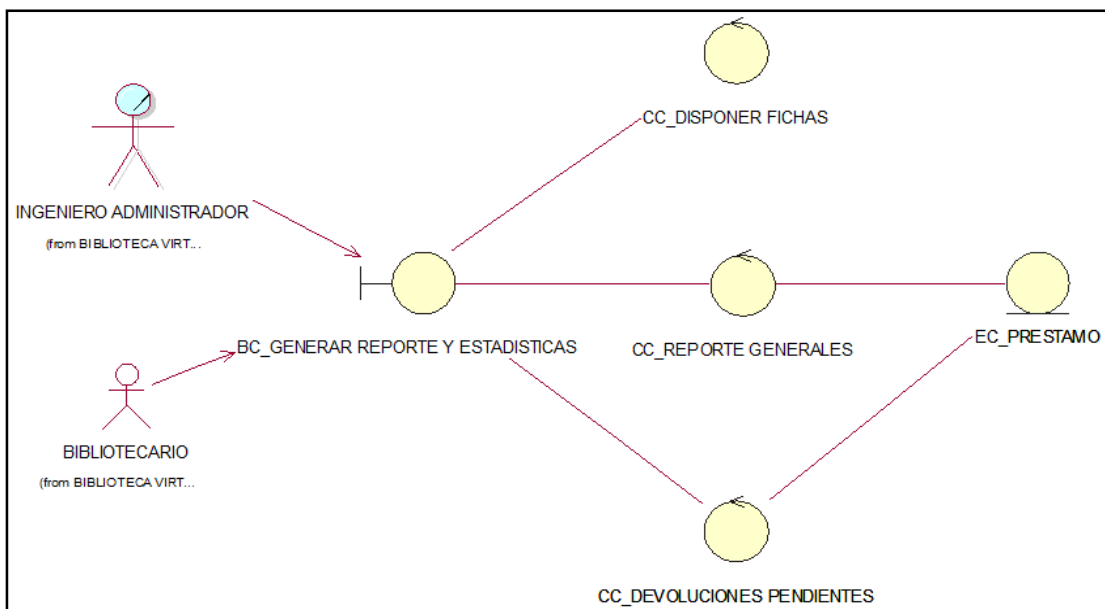 CC_DISPONER FICHAS
INGENIERO ADMINISTRADOR
(from BIBLIOTECA VIRT...
BC_GENERAR REPORTE Y ESTADISTICAS
CC_REPORTE GENERALES
EC_PRESTAMO
BIBLIOTECARIO
(from BIBLIOTECA VIRT...
CC_DEVOLUCIONES PENDIENTES